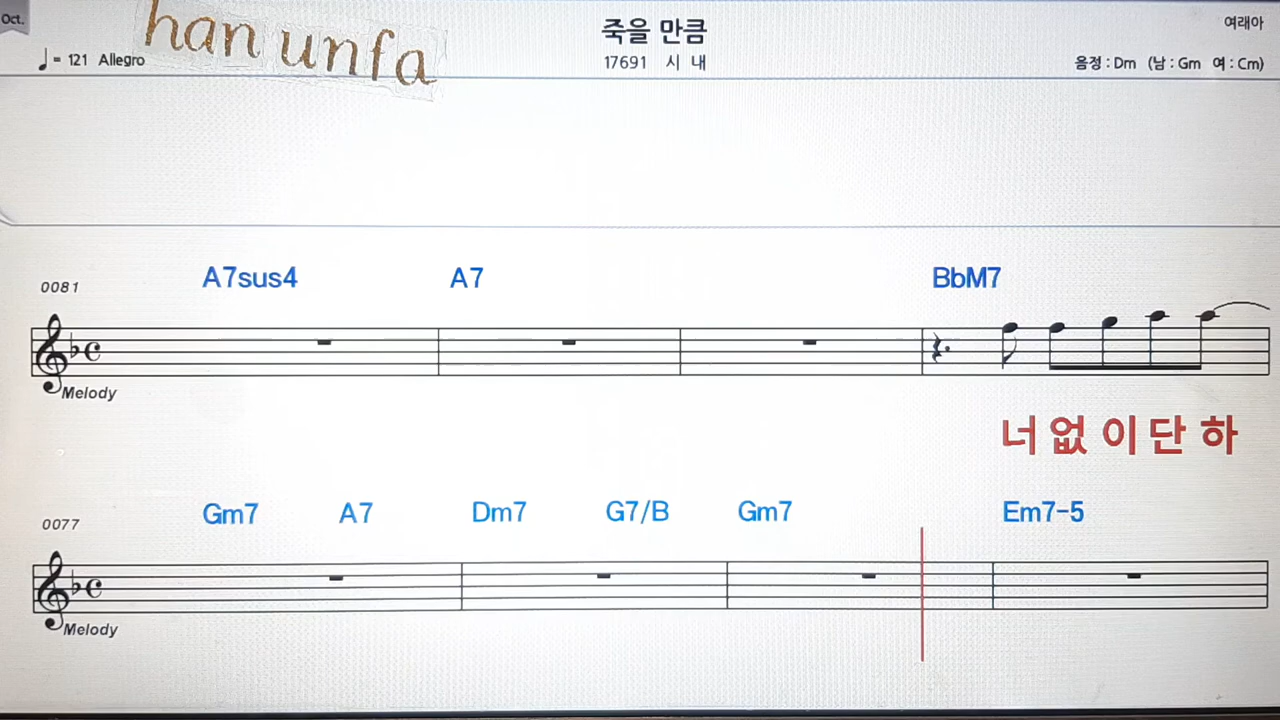 Oct.
han unfa
죽을 만큼
여래아
♩= 121 Allegro
17691 시 내
음정 : Dm (남 : Gm 여 : Cm)
A7sus4 A7 BbM7
0081
Melody
너 없 이 단 하
Gm7 A7 Dm7 G7/B Gm7 Em7-5
0077
Melody